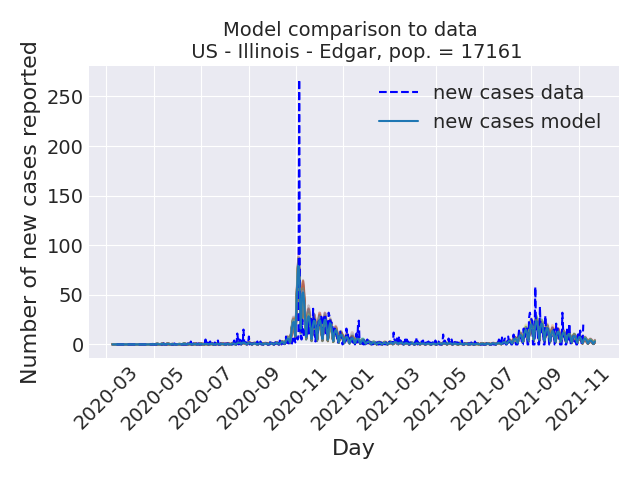 Model comparison to data
US - Illinois - Edgar, pop. = 17161
Number of new cases reported
250
200
150
100
50
0
new cases data
new cases model
2020-03
2020-05
2020-07
2020-09
2020-11
2021-01
2021-03
2021-05
2021-07
2021-09
2021-11
Day